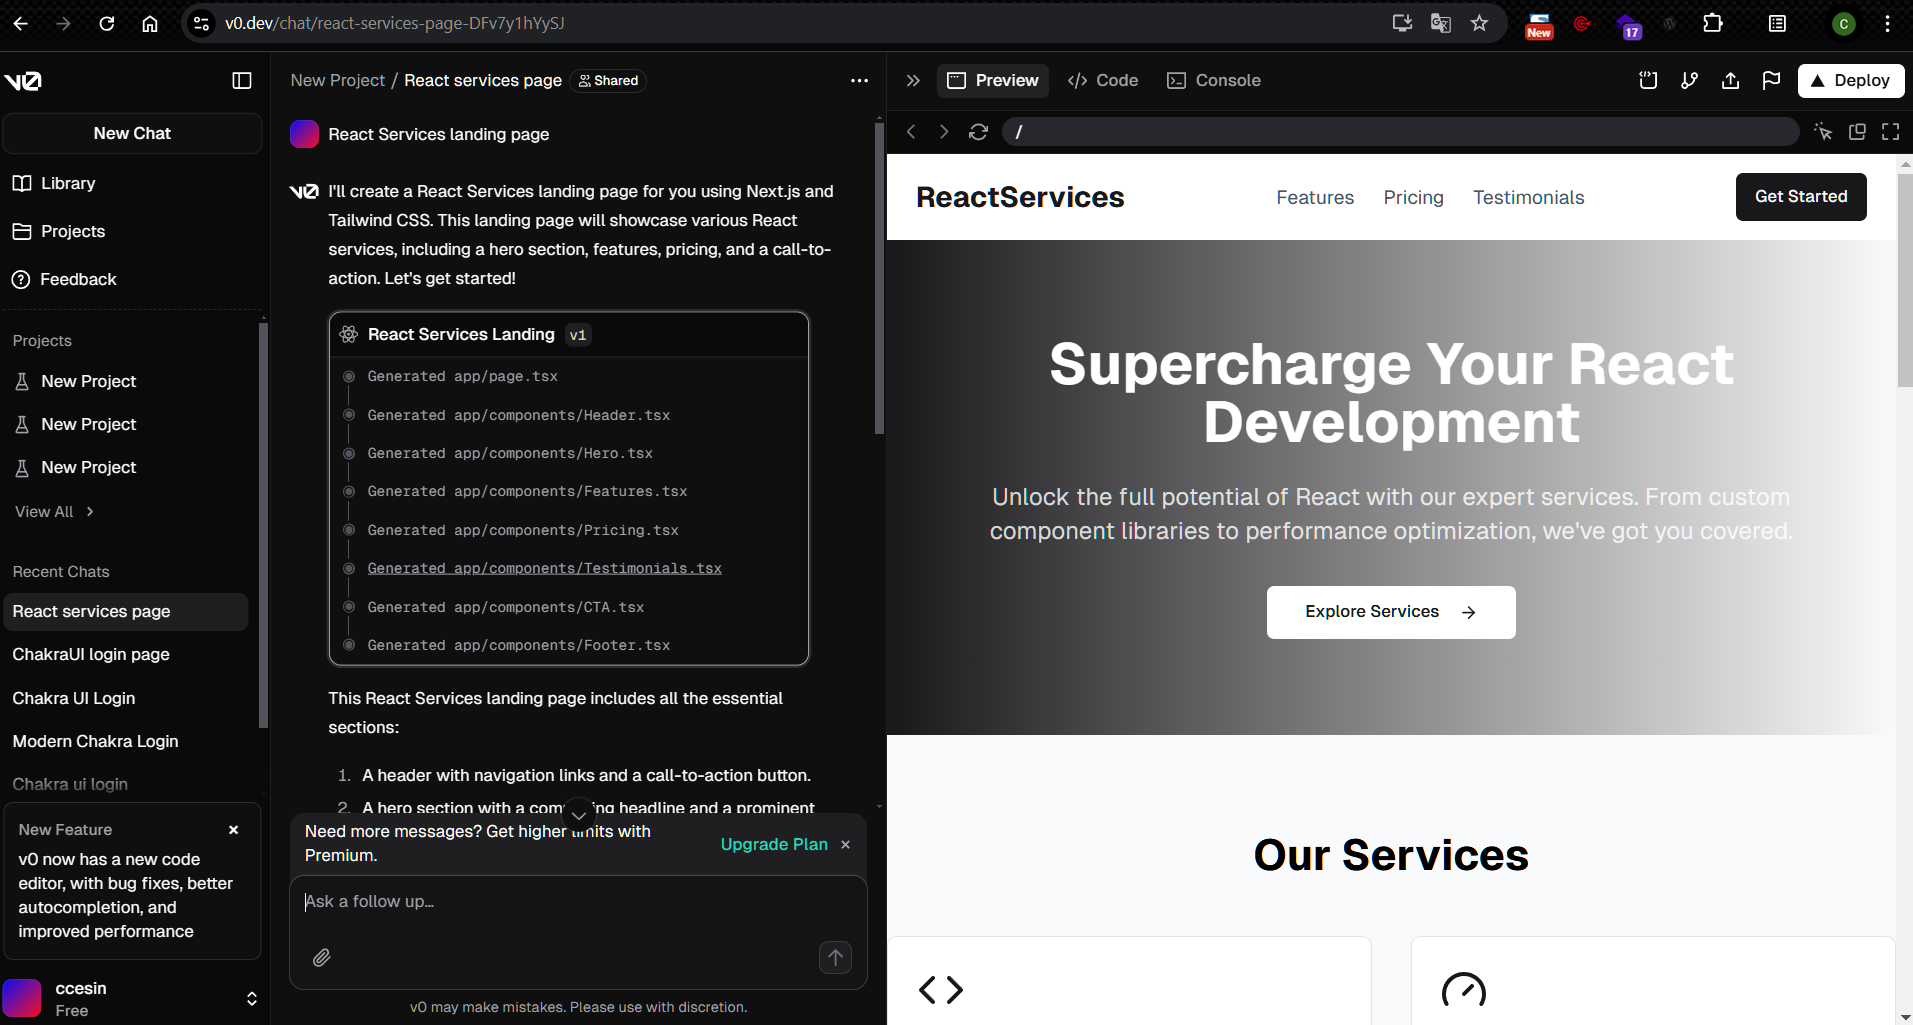 v0.dev/chat/react-services-page-DFv7y1hYySJ
New
17
C
v0
New Chat
Library
Projects
Feedback
Projects
New Project
New Project
New Project
View All
Recent Chats
React services page
ChakraUI login page
Chakra UI Login
Modern Chakra Login
Chakra ui login
New Feature
v0 now has a new code
editor, with bug fixes, better
autocompletion, and
improved performance
ccesin
Free
New Project / React services page Shared
React Services landing page
v0 I'll create a React Services landing page for you using Next.js and
Tailwind CSS. This landing page will showcase various React
services, including a hero section, features, pricing, and a call-to-
action. Let's get started!
React Services Landing v1
Generated app/page.tsx
Generated app/components/Header.tsx
Generated app/components/Hero.tsx
Generated app/components/Features.tsx
Generated app/components/Pricing.tsx
Generated app/components/Testimonials.tsx
Generated app/components/CTA.tsx
Generated app/components/Footer.tsx
This React Services landing page includes all the essential
sections:
1. A header with navigation links and a call-to-action button.
2. A hero section with a headline and a prominent
Need more messages? Get higher limits with
Premium.
Upgrade Plan
Ask a follow up...
v0 may make mistakes. Please use with discretion.
Preview Code Console
Deploy
/
ReactServices
Features Pricing Testimonials
Get Started
Supercharge Your React
Development
Unlock the full potential of React with our expert services. From custom
component libraries to performance optimization, we've got you covered.
Explore Services
Our Services